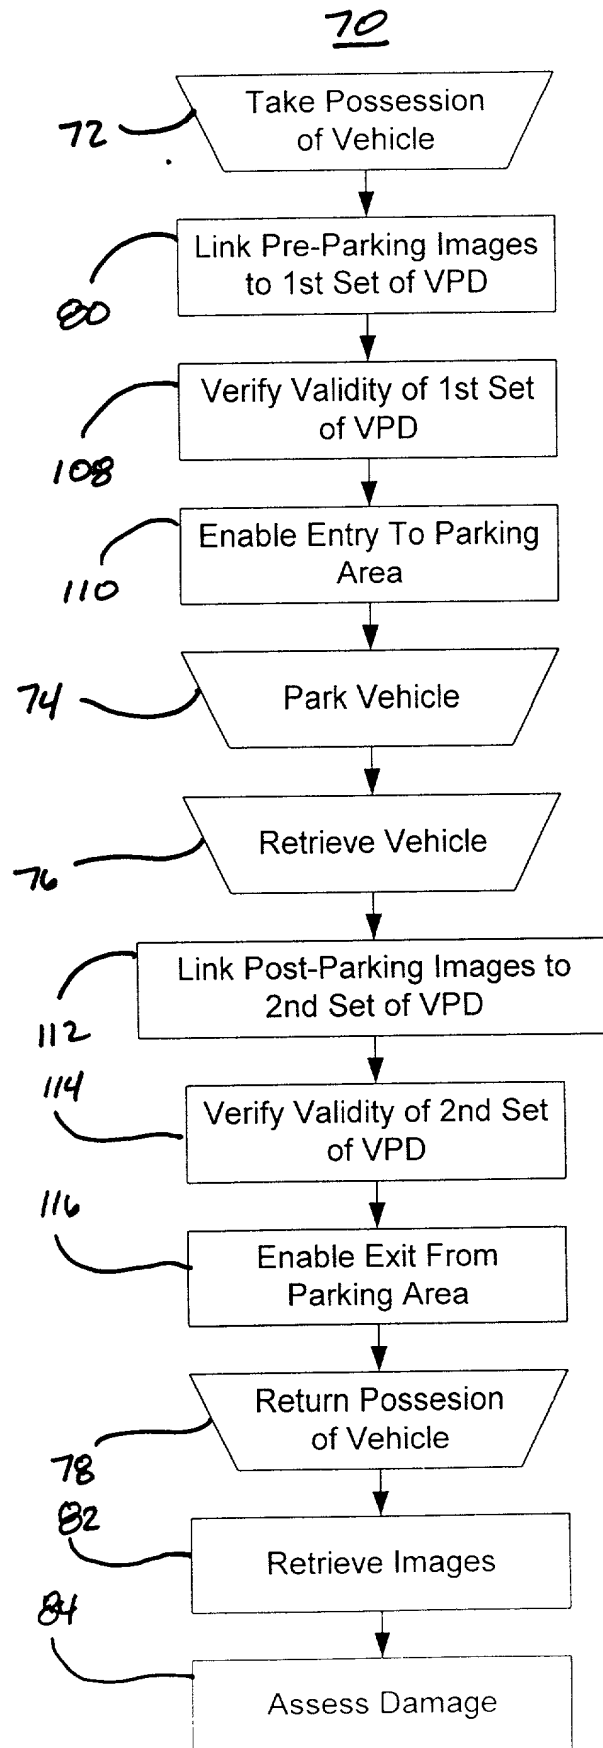 70
Take Possession
of Vehicle
72
Link Pre-Parking Images
to 1st Set of VPD
80
Verify Validity of 1st Set
of VPD
108
Enable Entry To Parking
Area
110
Park Vehicle
74
Retrieve Vehicle
76
Link Post-Parking Images to
2nd Set of VPD
112
114
Verify Validity of 2nd Set
of VPD
116
Enable Exit From
Parking Area
Return Possesion
of Vehicle
78
82
Retrieve Images
84
Assess Damage